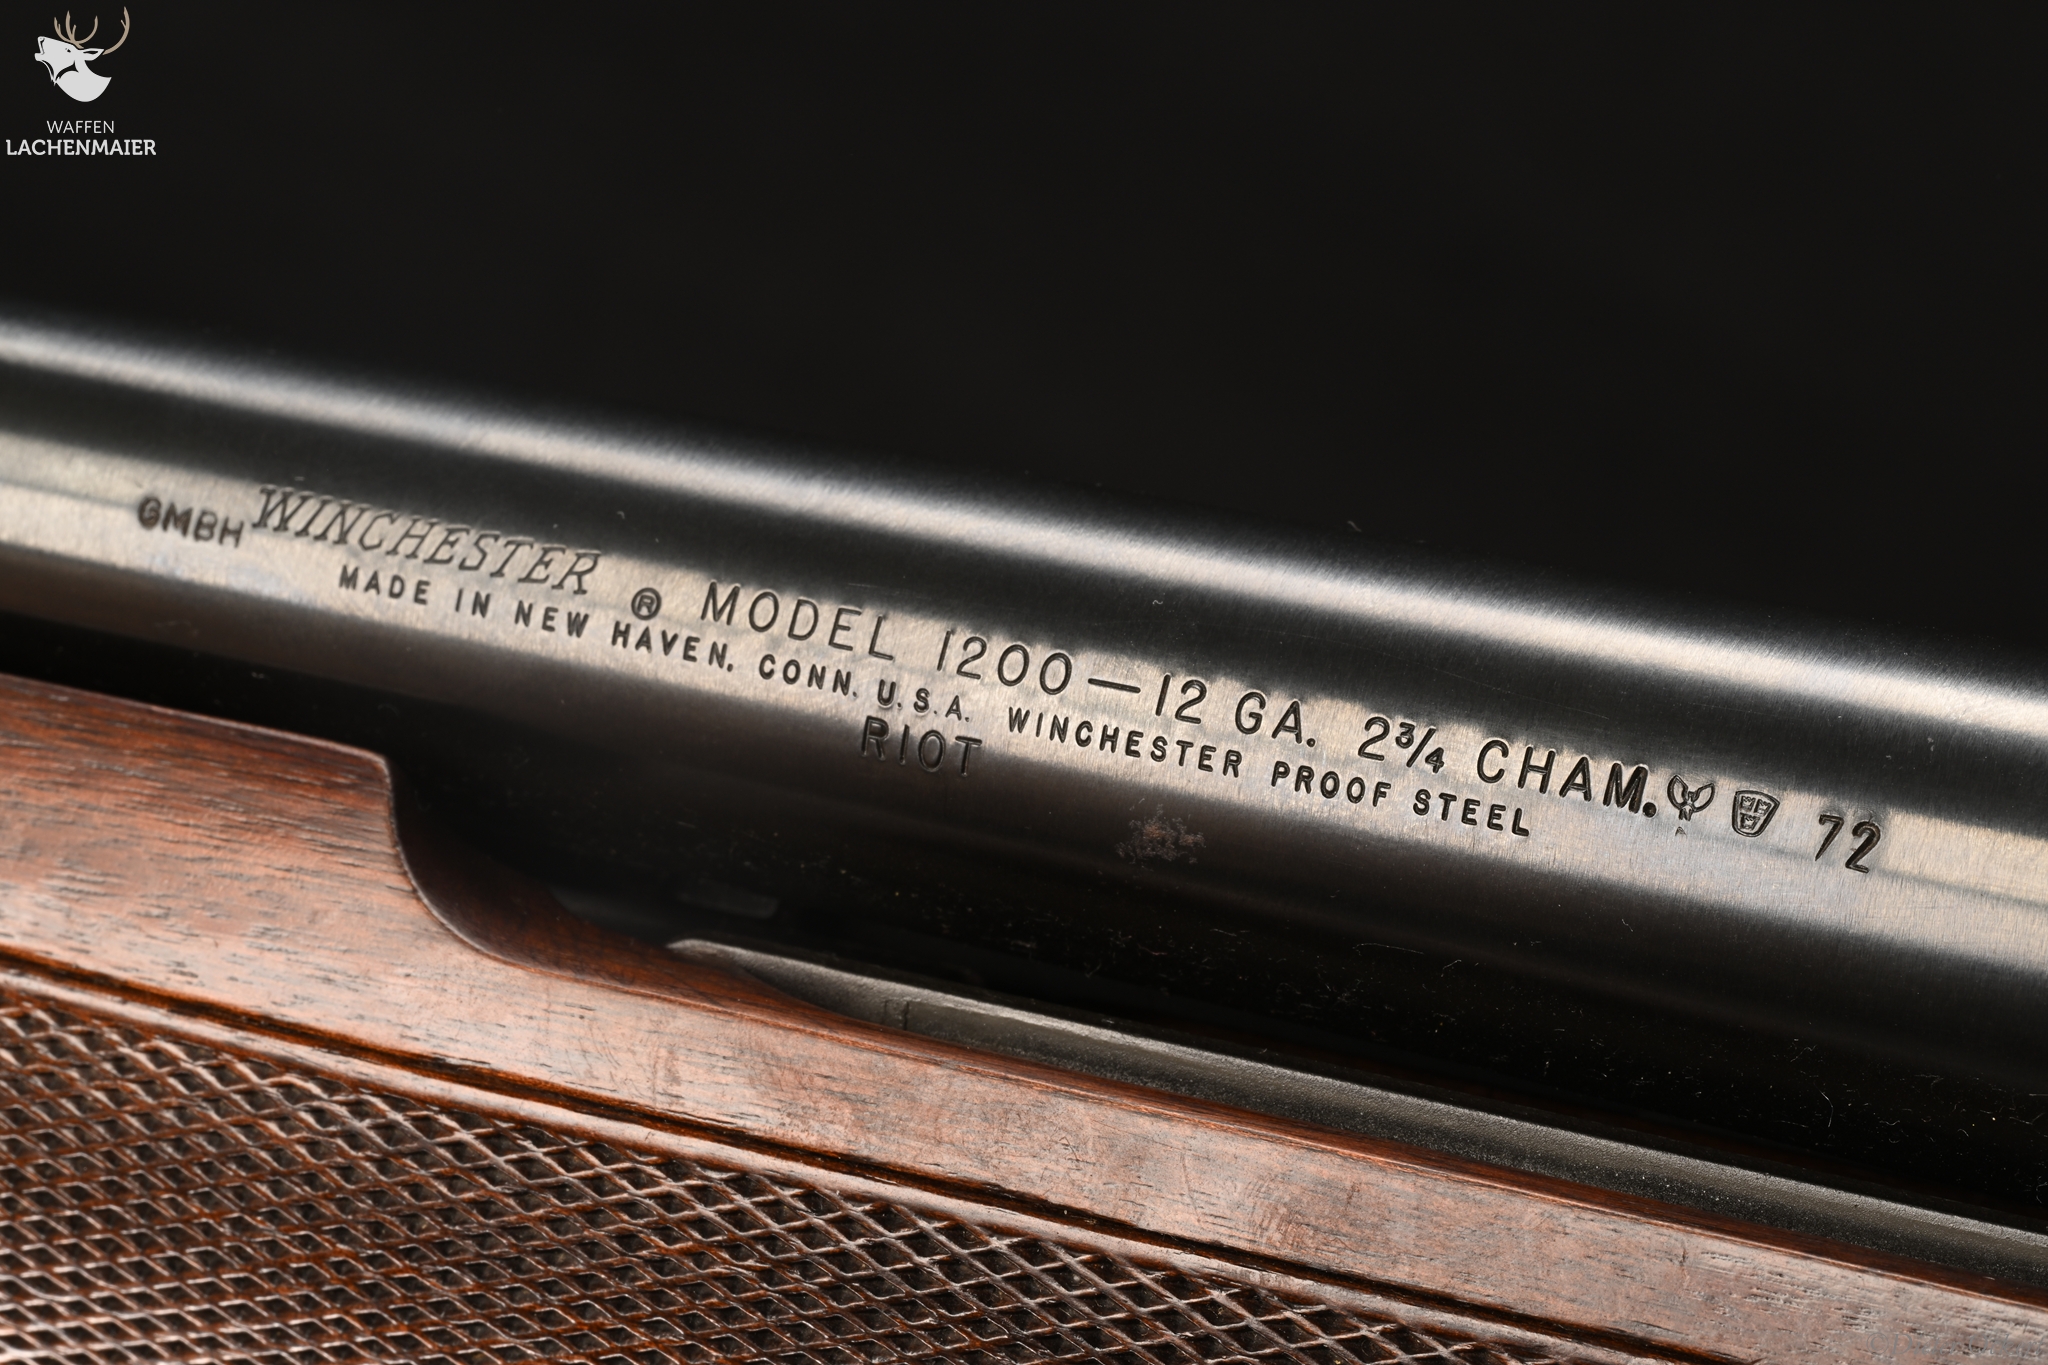 WAFFEN
LACHENMAIER
GMBH WINCHESTER ® MODEL 1200—12 GA. 2¾ CHAM. 72
MADE IN NEW HAVEN, CONN. U.S.A. WINCHESTER PROOF STEEL
RIOT